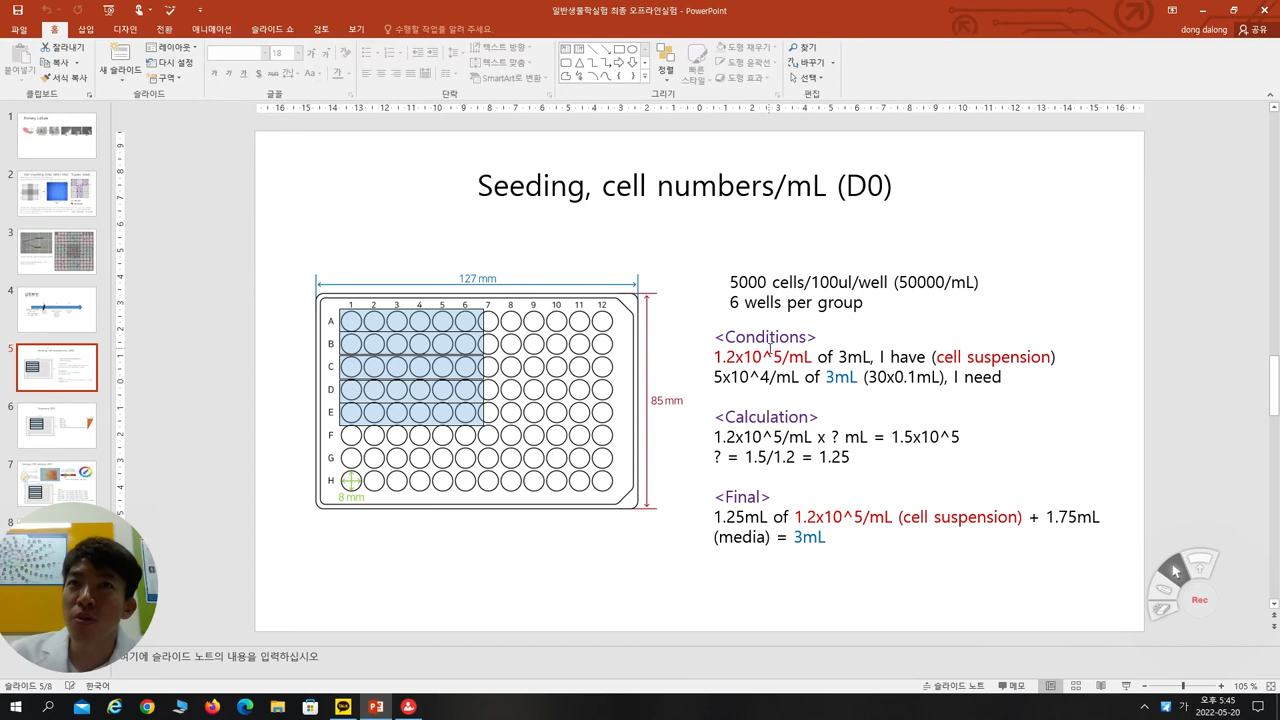 일반생물학실험 최종 오프라인실험 - PowerPoint
dong dalong
공유
파일
홈
삽입
디자인
전환
애니메이션
슬라이드 쇼
검토
보기
수행할 작업을 알려 주세요.
잘라내기
복사
서식 복사
클립보드
새 슬라이드
레이아웃
다시 설정
구역
슬라이드
18
글꼴
텍스트 방향
텍스트 맞춤
SmartArt로 변환
단락
정렬
빠른 스타일
도형 채우기
도형 윤곽선
도형 효과
그리기
찾기
바꾸기
선택
편집
1
2
3
4
5
6
7
8
Primary culture
Seeding, cell numbers/mL (D0)
127 mm
1 2 3 4 5 6 7 8 9 10 11 12
A
B
C
D
E
F
G
H
8 mm
85 mm
5000 cells/100ul/well (50000/mL)
6 wells per group
<Conditions>
1.2x10^5/mL of 3mL, I have (cell suspension)
5x10^4/mL of 3mL (30x0.1mL), I need
<Calculation>
1.2x10^5/mL x ? mL = 1.5x10^5
? = 1.5/1.2 = 1.25
<Final>
1.25mL of 1.2x10^5/mL (cell suspension) + 1.75mL
(media) = 3mL
Rec
여기에 슬라이드 노트의 내용을 입력하십시오
슬라이드 5/8
한국어
슬라이드 노트
메모
105 %
TALK
가
오후 5:45
2022-05-20